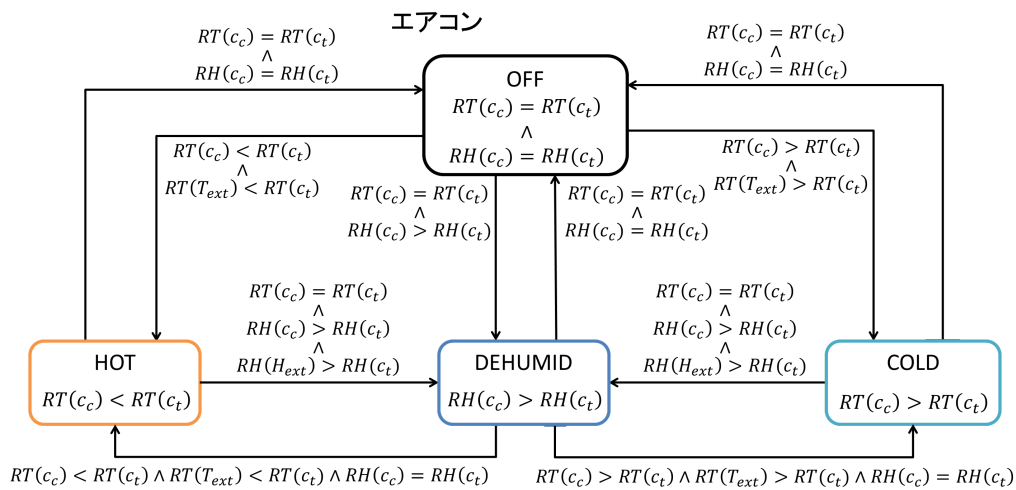 エアコン
RT(c_c) = RT(c_t)
∧
RH(c_c) = RH(c_t)
RT(c_c) = RT(c_t)
∧
RH(c_c) = RH(c_t)
OFF
RT(c_c) = RT(c_t)
∧
RH(c_c) = RH(c_t)
RT(c_c) < RT(c_t)
∧
RT(T_ext) < RT(c_t)
RT(c_c) > RT(c_t)
∧
RT(T_ext) > RT(c_t)
RT(c_c) = RT(c_t)
∧
RH(c_c) > RH(c_t)
RT(c_c) = RT(c_t)
∧
RH(c_c) = RH(c_t)
RT(c_c) = RT(c_t)
∧
RH(c_c) > RH(c_t)
∧
RH(H_ext) > RH(c_t)
RT(c_c) = RT(c_t)
∧
RH(c_c) > RH(c_t)
∧
RH(H_ext) > RH(c_t)
HOT
RT(c_c) < RT(c_t)
DEHUMID
RH(c_c) > RH(c_t)
COLD
RT(c_c) > RT(c_t)
RT(c_c) < RT(c_t) ∧ RT(T_ext) < RT(c_t) ∧ RH(c_c) = RH(c_t)
RT(c_c) > RT(c_t) ∧ RT(T_ext) > RT(c_t) ∧ RH(c_c) = RH(c_t)